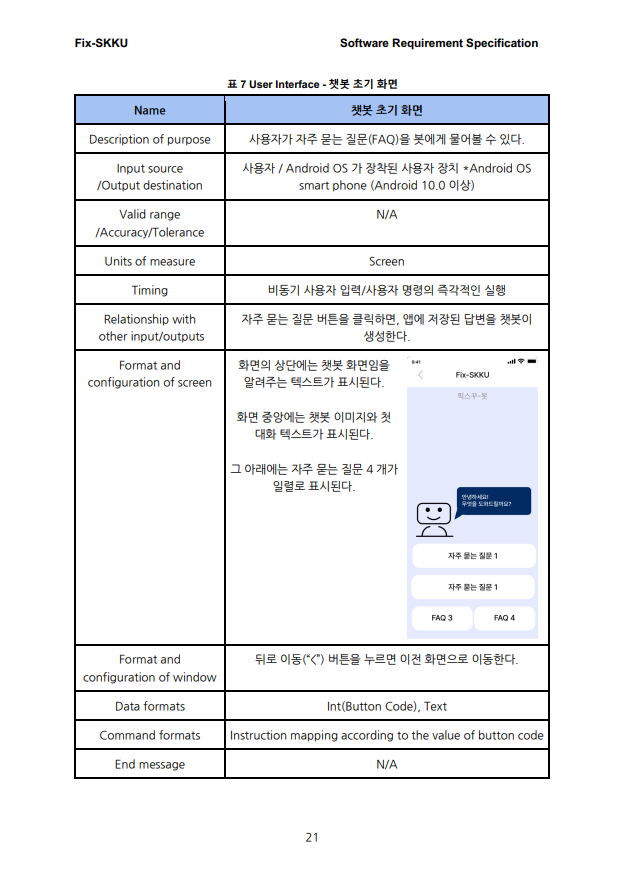 Fix-SKKU Software Requirement Specification
표 7 User Interface - 챗봇 초기 화면
Name 챗봇 초기 화면
Description of purpose 사용자가 자주 묻는 질문(FAQ)을 봇에게 물어볼 수 있다.
Input source
/Output destination
사용자 / Android OS 가 장착된 사용자 장치 *Android OS
smart phone (Android 10.0 이상)
Valid range
/Accuracy/Tolerance
N/A
Units of measure Screen
Timing 비동기 사용자 입력/사용자 명령의 즉각적인 실행
Relationship with
other input/outputs
자주 묻는 질문 버튼을 클릭하면, 앱에 저장된 답변을 챗봇이
생성한다.
Format and
configuration of screen
화면의 상단에는 챗봇 화면임을
알려주는 텍스트가 표시된다.
화면 중앙에는 챗봇 이미지와 첫
대화 텍스트가 표시된다.
그 아래에는 자주 묻는 질문 4 개가
일렬로 표시된다.
9:41
Fix-SKKU
픽스꾸-봇
안녕하세요!
무엇을 도와드릴까요?
자주 묻는 질문 1
자주 묻는 질문 1
FAQ 3 FAQ 4
Format and
configuration of window
뒤로 이동("<") 버튼을 누르면 이전 화면으로 이동한다.
Data formats Int(Button Code), Text
Command formats Instruction mapping according to the value of button code
End message N/A
21